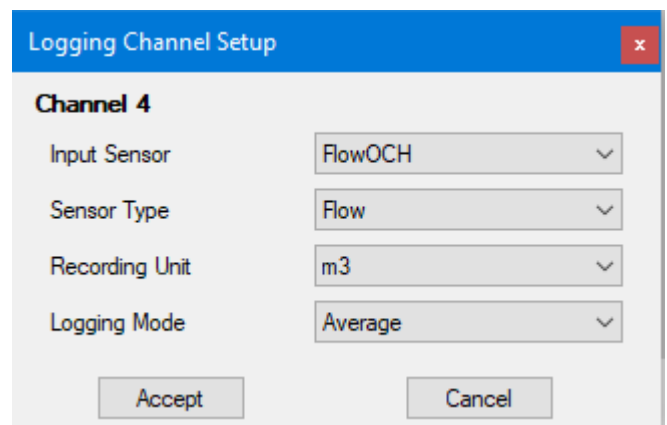 Logging Channel Setup x
Channel 4
Input Sensor FlowOCH
Sensor Type Flow
Recording Unit m3
Logging Mode Average
Accept Cancel